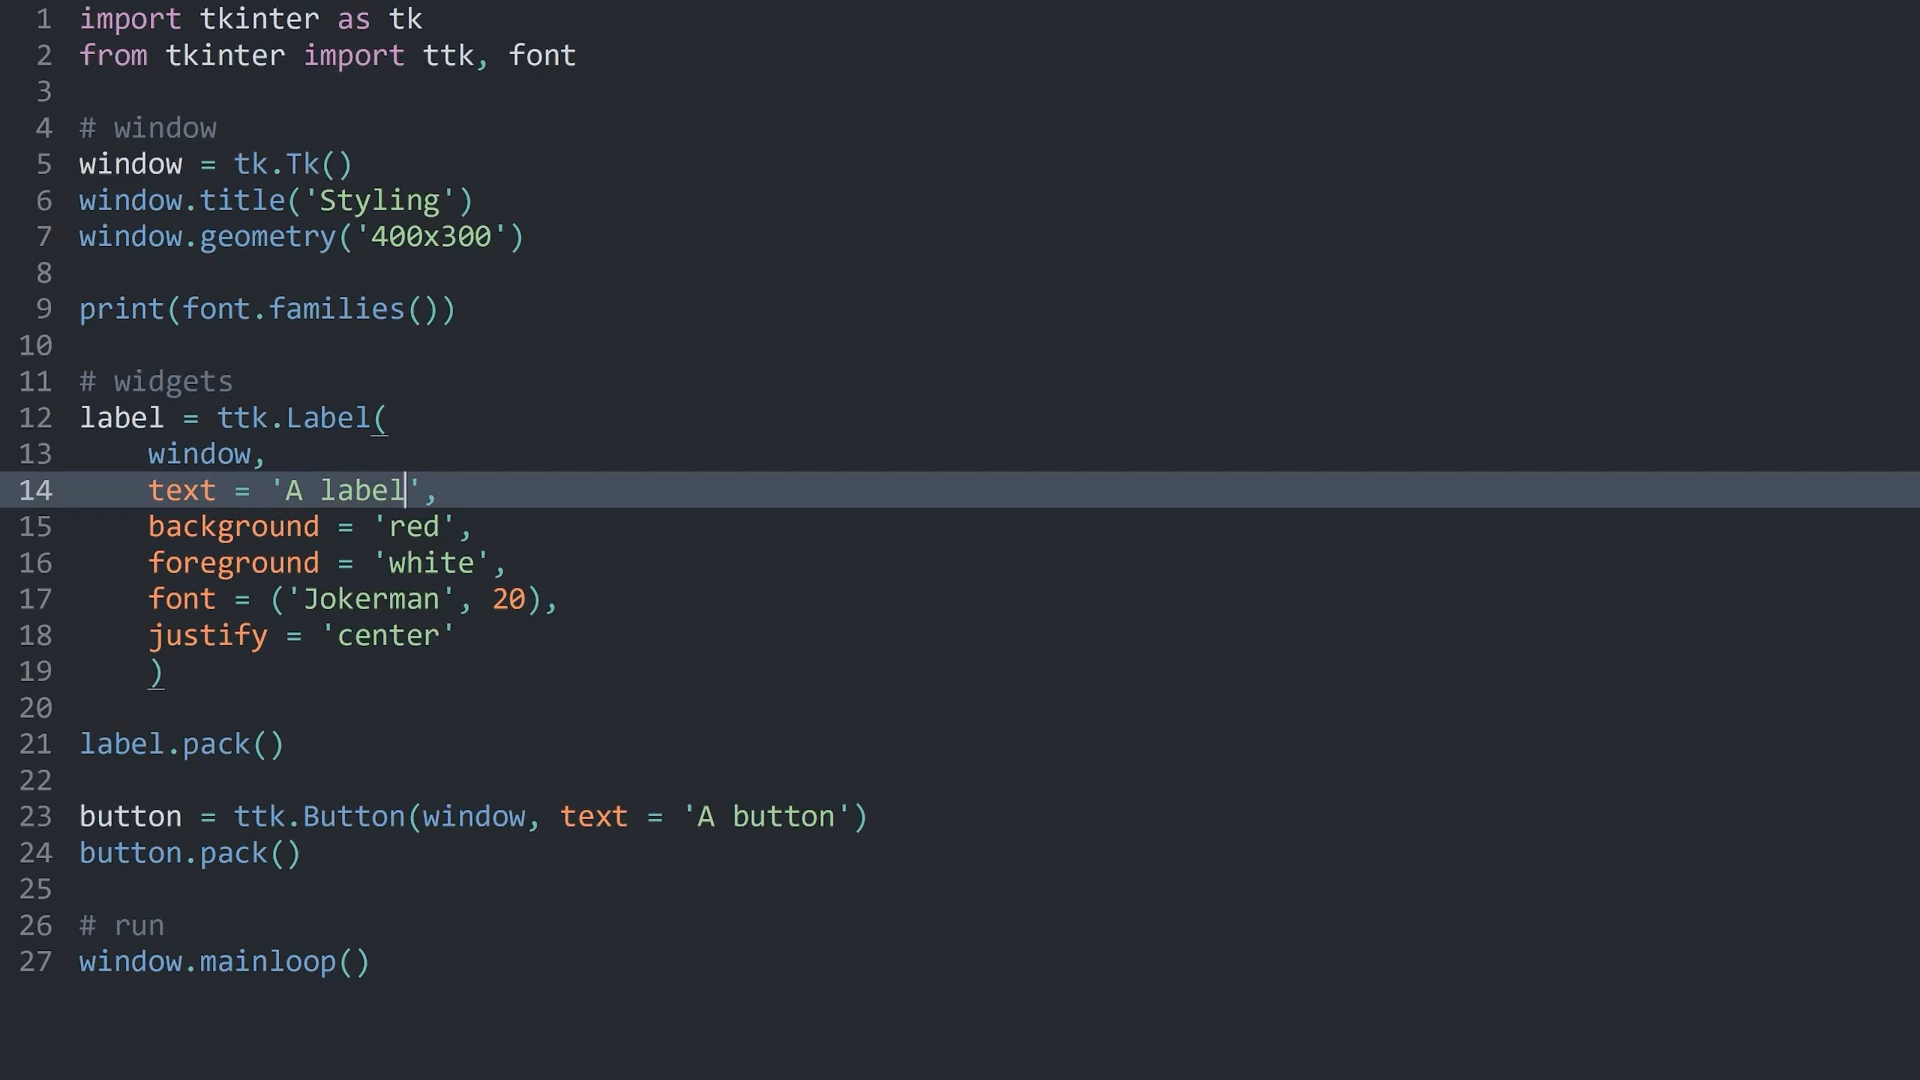 1 import tkinter as tk
2 from tkinter import ttk, font
3
4 # window
5 window = tk.Tk()
6 window.title('Styling')
7 window.geometry('400x300')
8
9 print(font.families())
10
11 # widgets
12 label = ttk.Label(
13     window,
14     text = 'A label',
15     background = 'red',
16     foreground = 'white',
17     font = ('Jokerman', 20),
18     justify = 'center'
19     )
20
21 label.pack()
22
23 button = ttk.Button(window, text = 'A button')
24 button.pack()
25
26 # run
27 window.mainloop()